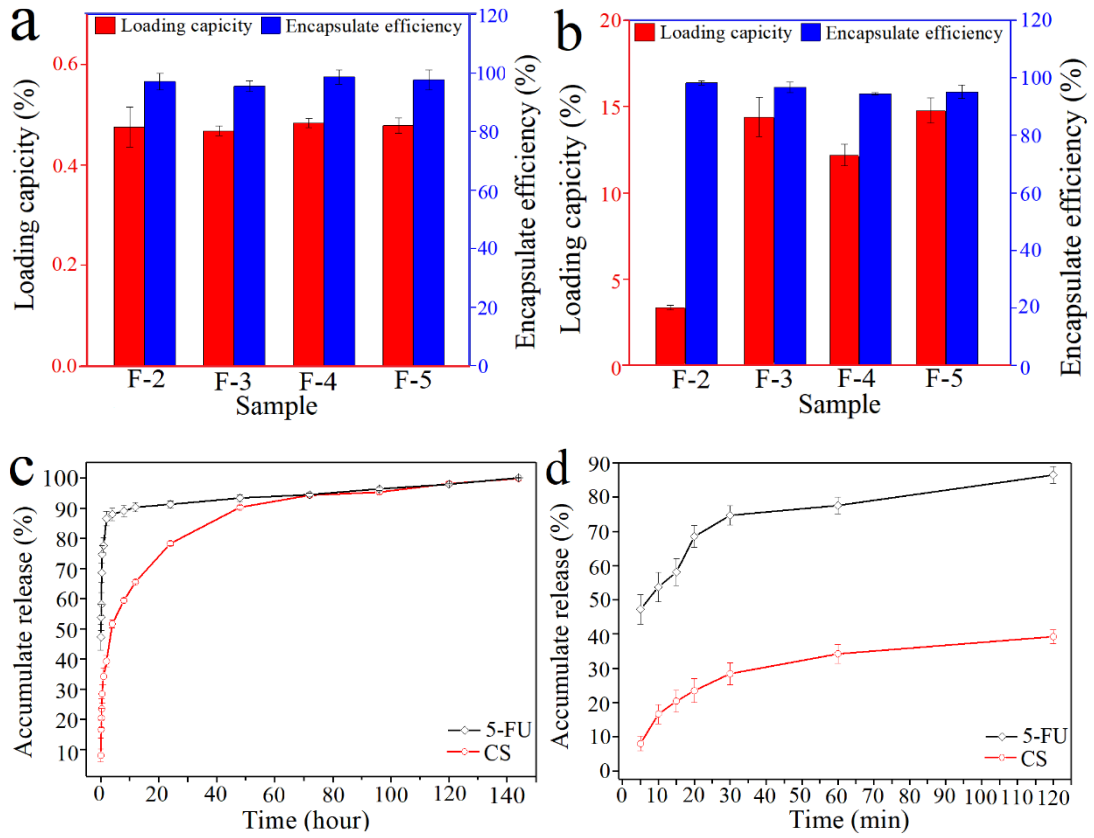 a
Loading capicity
Encapsulate efficiency
Loading capicity (%)
0.6
0.4
0.2
0.0
120
100
80
60
40
20
0
Encapsulate efficiency (%)
F-2 F-3 F-4 F-5
Sample
b
Loading capicity
Encapsulate efficiency
Loading capicity (%)
20
15
10
5
0
120
100
80
60
40
20
0
Encapsulate efficiency (%)
F-2 F-3 F-4 F-5
Sample
c
Accumulate release (%)
100
90
80
70
60
50
40
30
20
10
5-FU
CS
0 20 40 60 80 100 120 140
Time (hour)
d
Accumulate release (%)
90
80
70
60
50
40
30
20
10
0
5-FU
CS
0 10 20 30 40 50 60 70 80 90 100 110 120
Time (min)